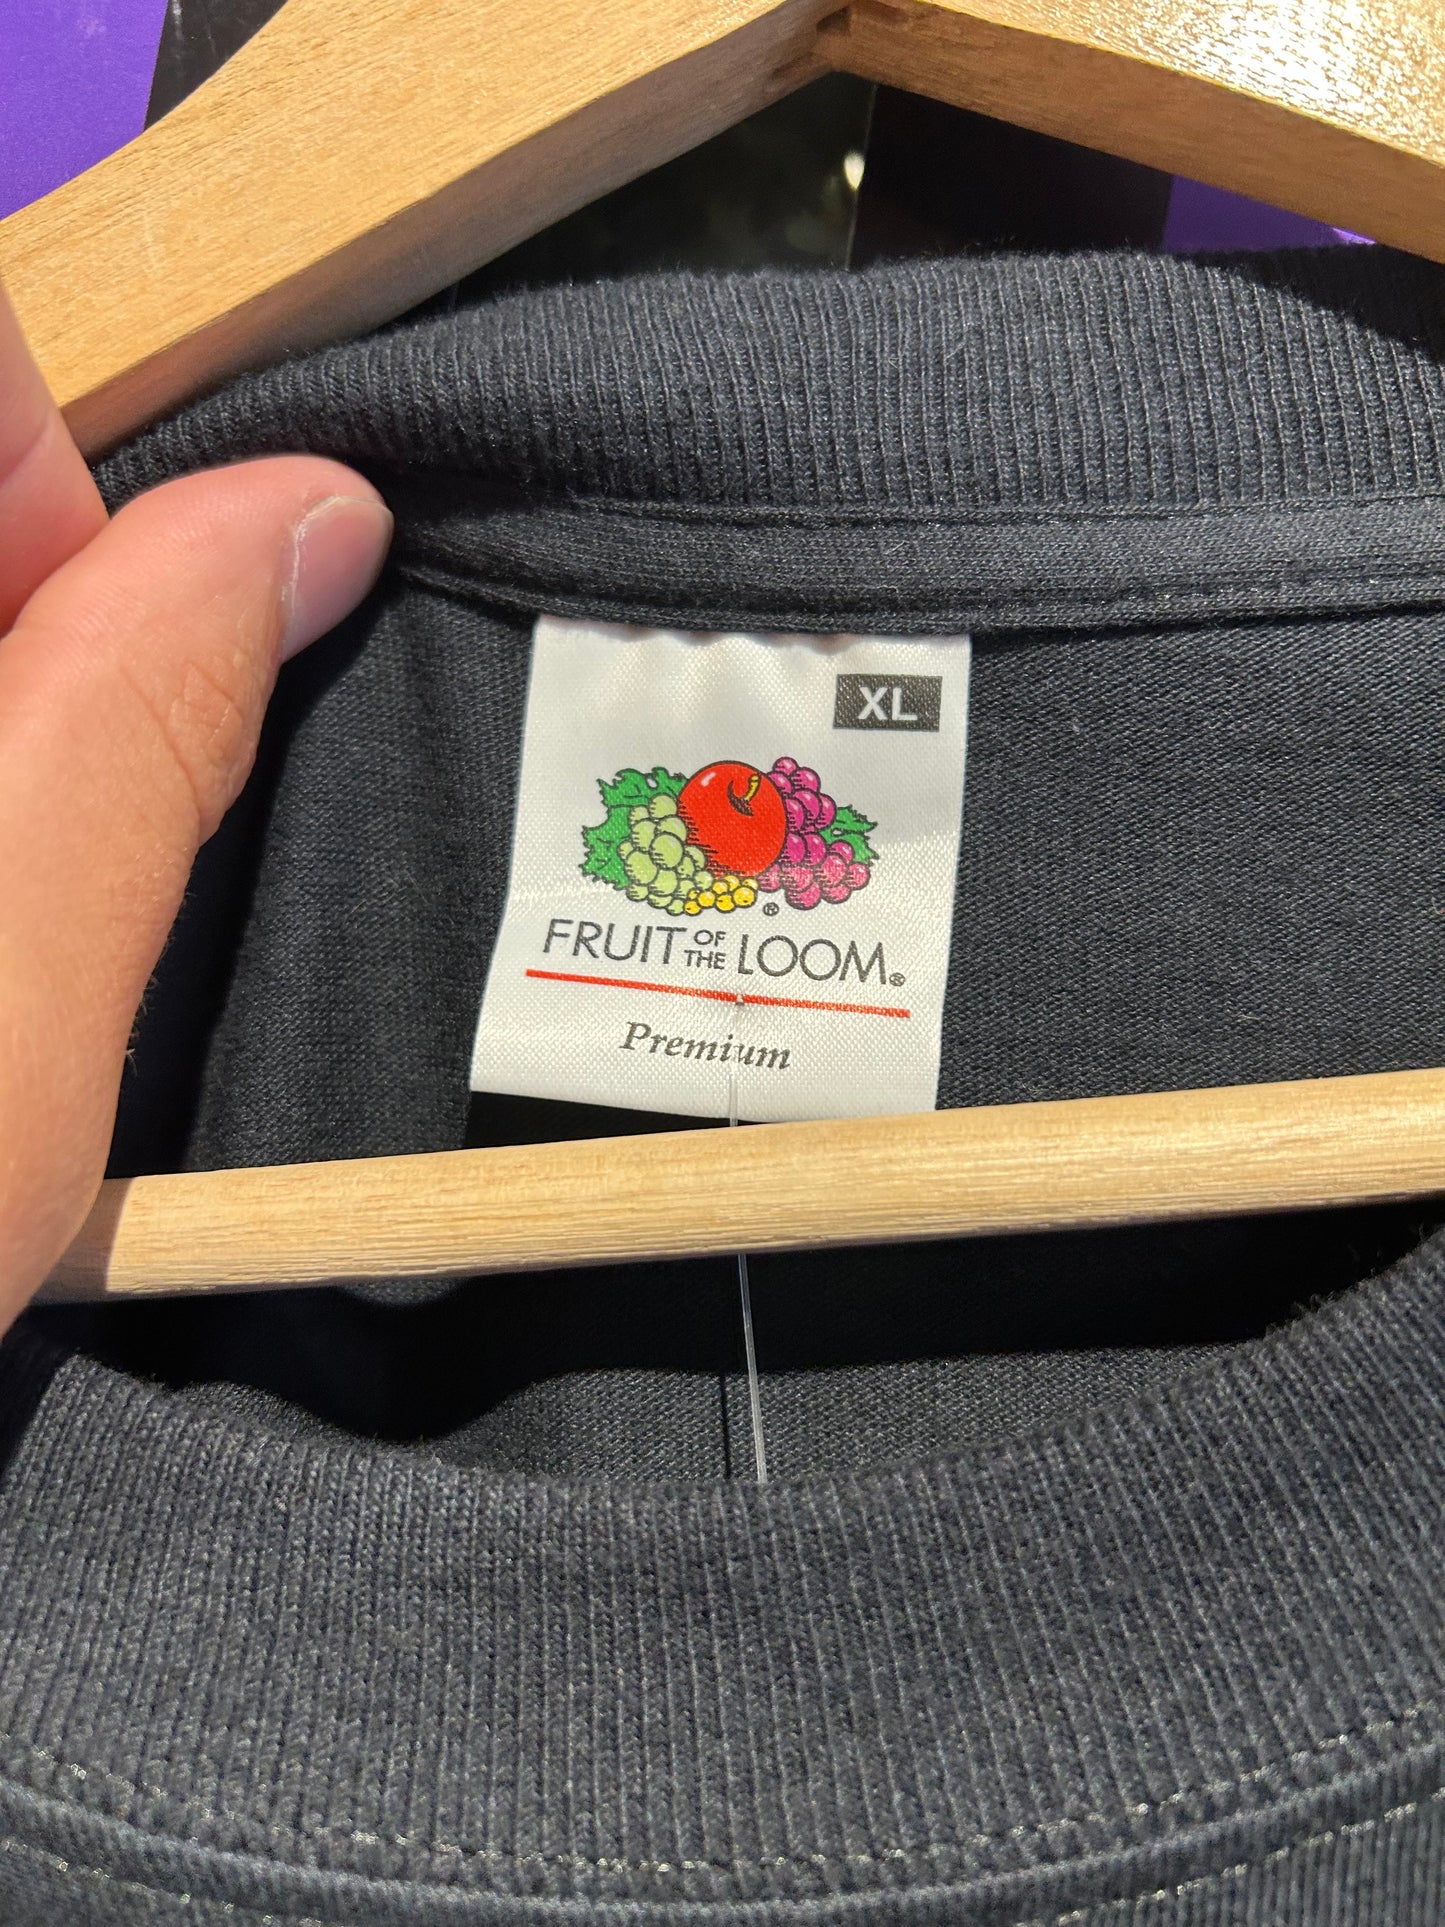 XL
®
FRUIT OF THE LOOM®
Premium